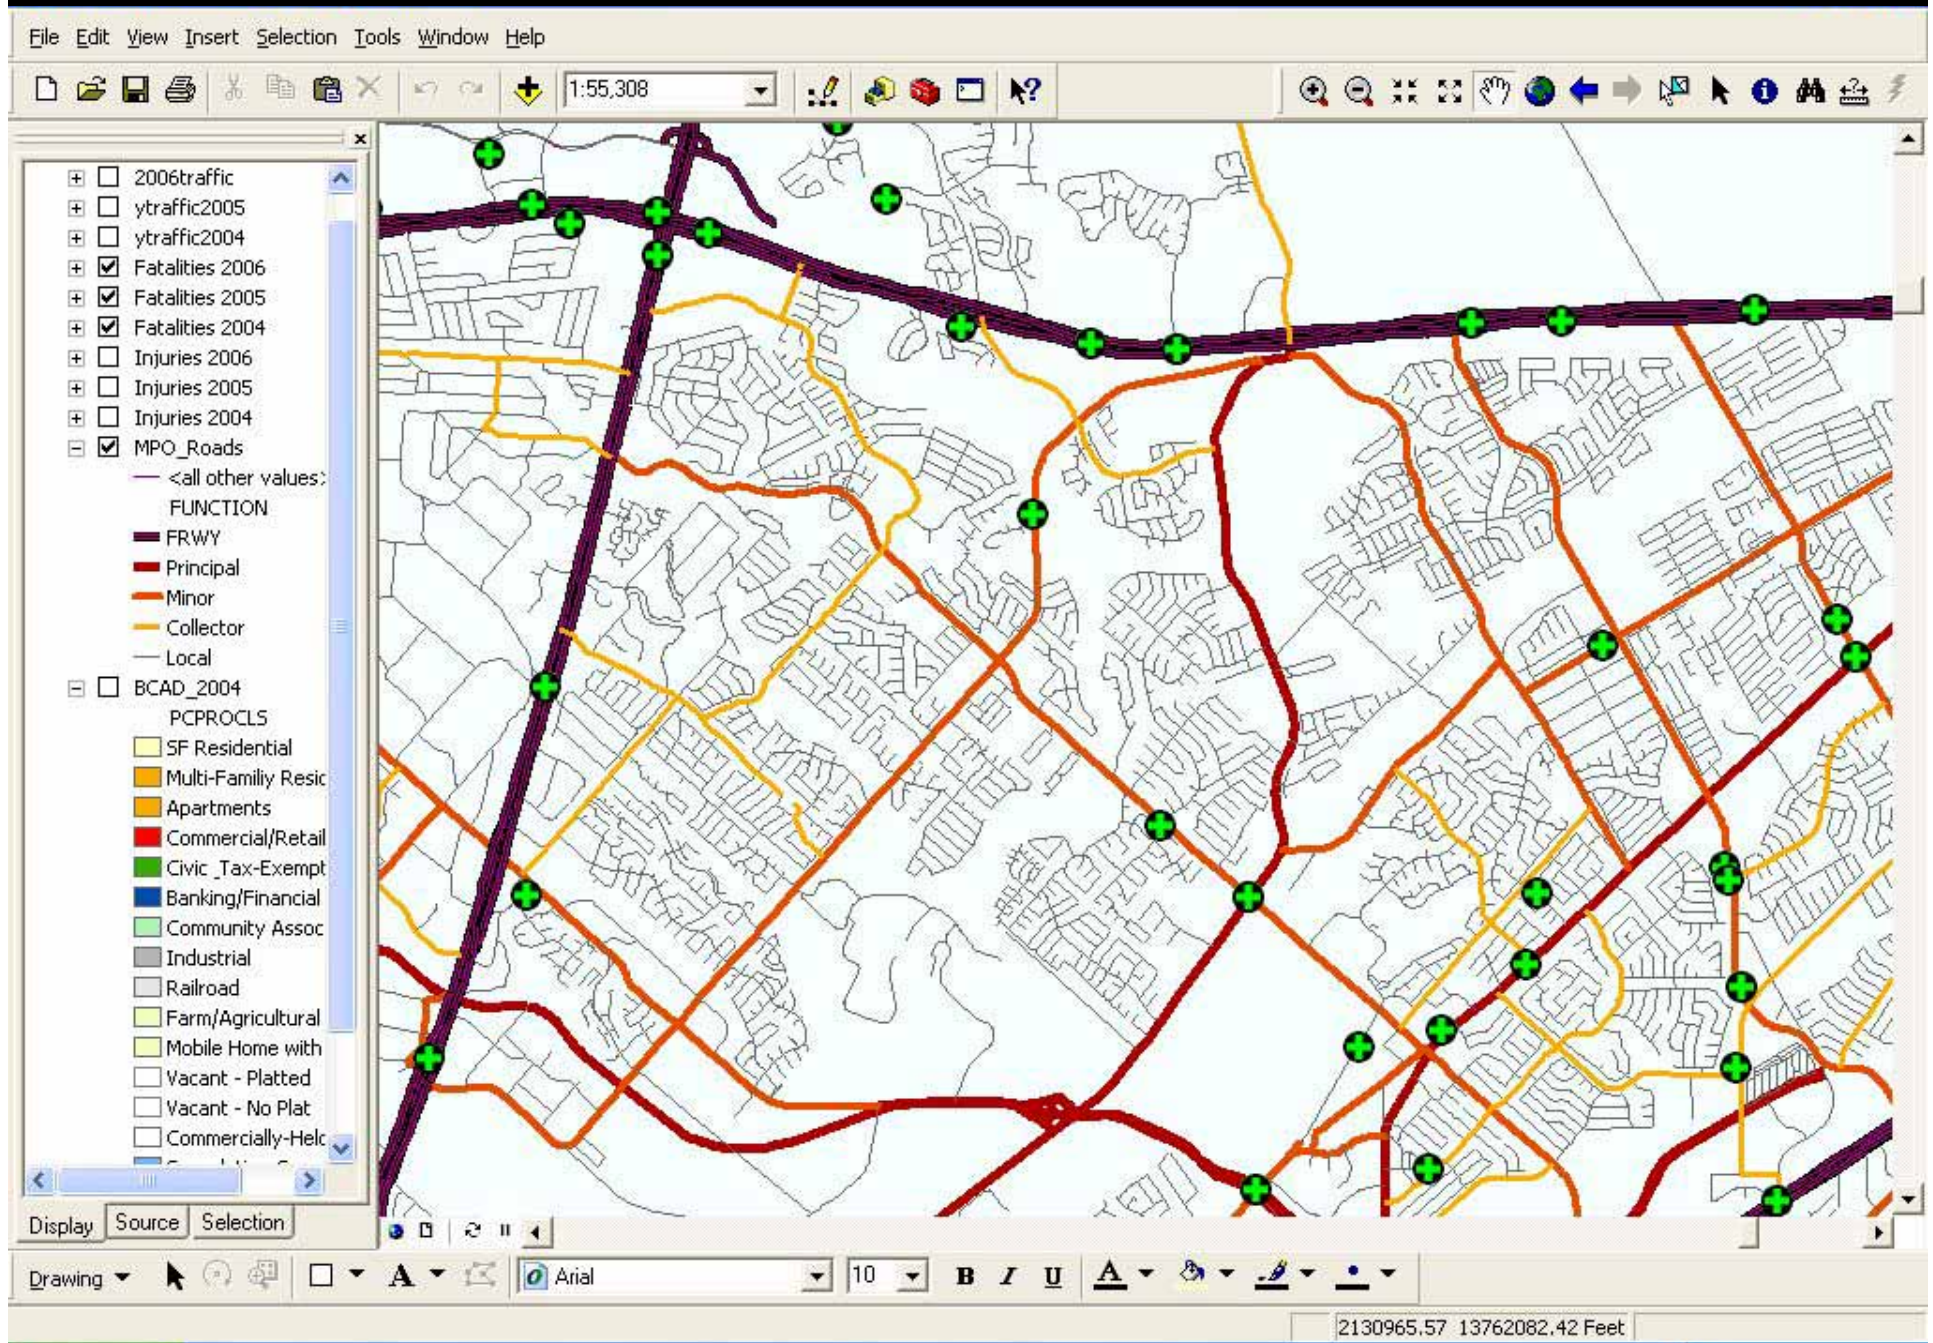 File Edit View Insert Selection Tools Window Help
1:55,308
2006traffic
ytraffic2005
ytraffic2004
Fatalities 2006
Fatalities 2005
Fatalities 2004
Injuries 2006
Injuries 2005
Injuries 2004
MPO_Roads
<all other values>
FUNCTION
FRWY
Principal
Minor
Collector
Local
BCAD_2004
PCPROCLS
SF Residential
Multi-Familiy Resic
Apartments
Commercial/Retail
Civic _Tax-Exempt
Banking/Financial
Community Assoc
Industrial
Railroad
Farm/Agricultural
Mobile Home with
Vacant - Platted
Vacant - No Plat
Commercially-Helc
Display Source Selection
Drawing A Arial 10 B I U A
2130965.57 13762082.42 Feet